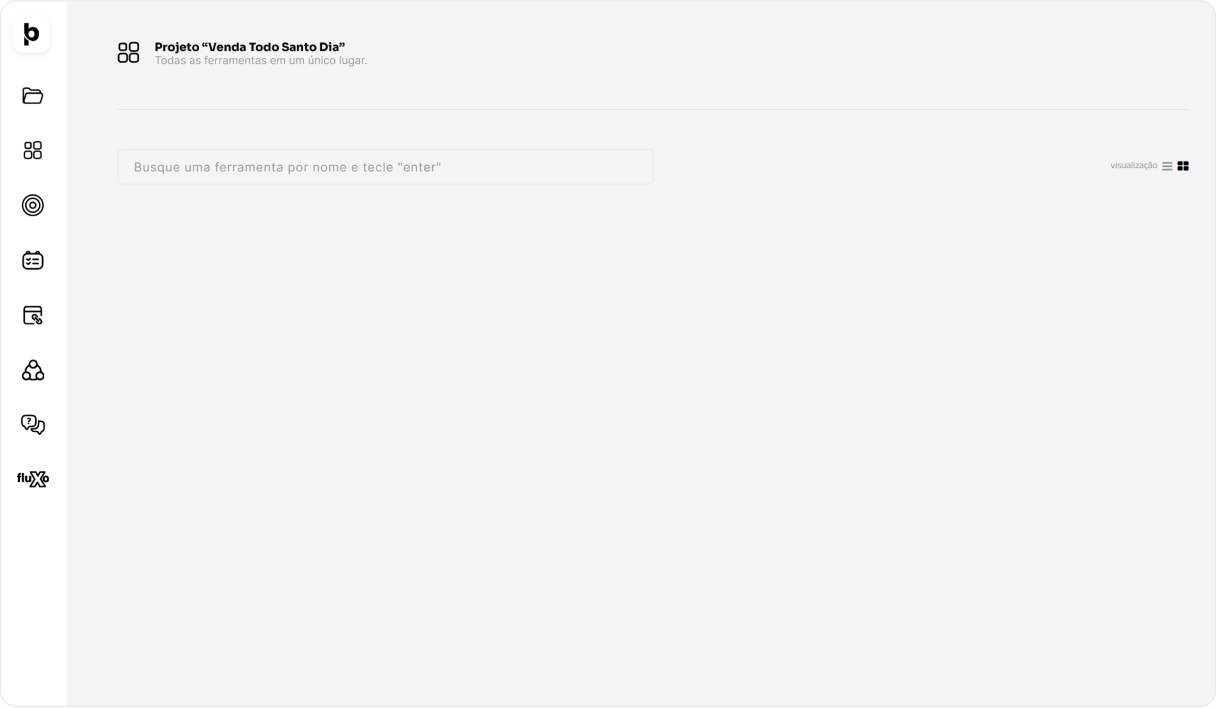 b
Projeto “Venda Todo Santo Dia”
Todas as ferramentas em um único lugar.
Busque uma ferramenta por nome e tecle "enter"
visualização
?
fluXo